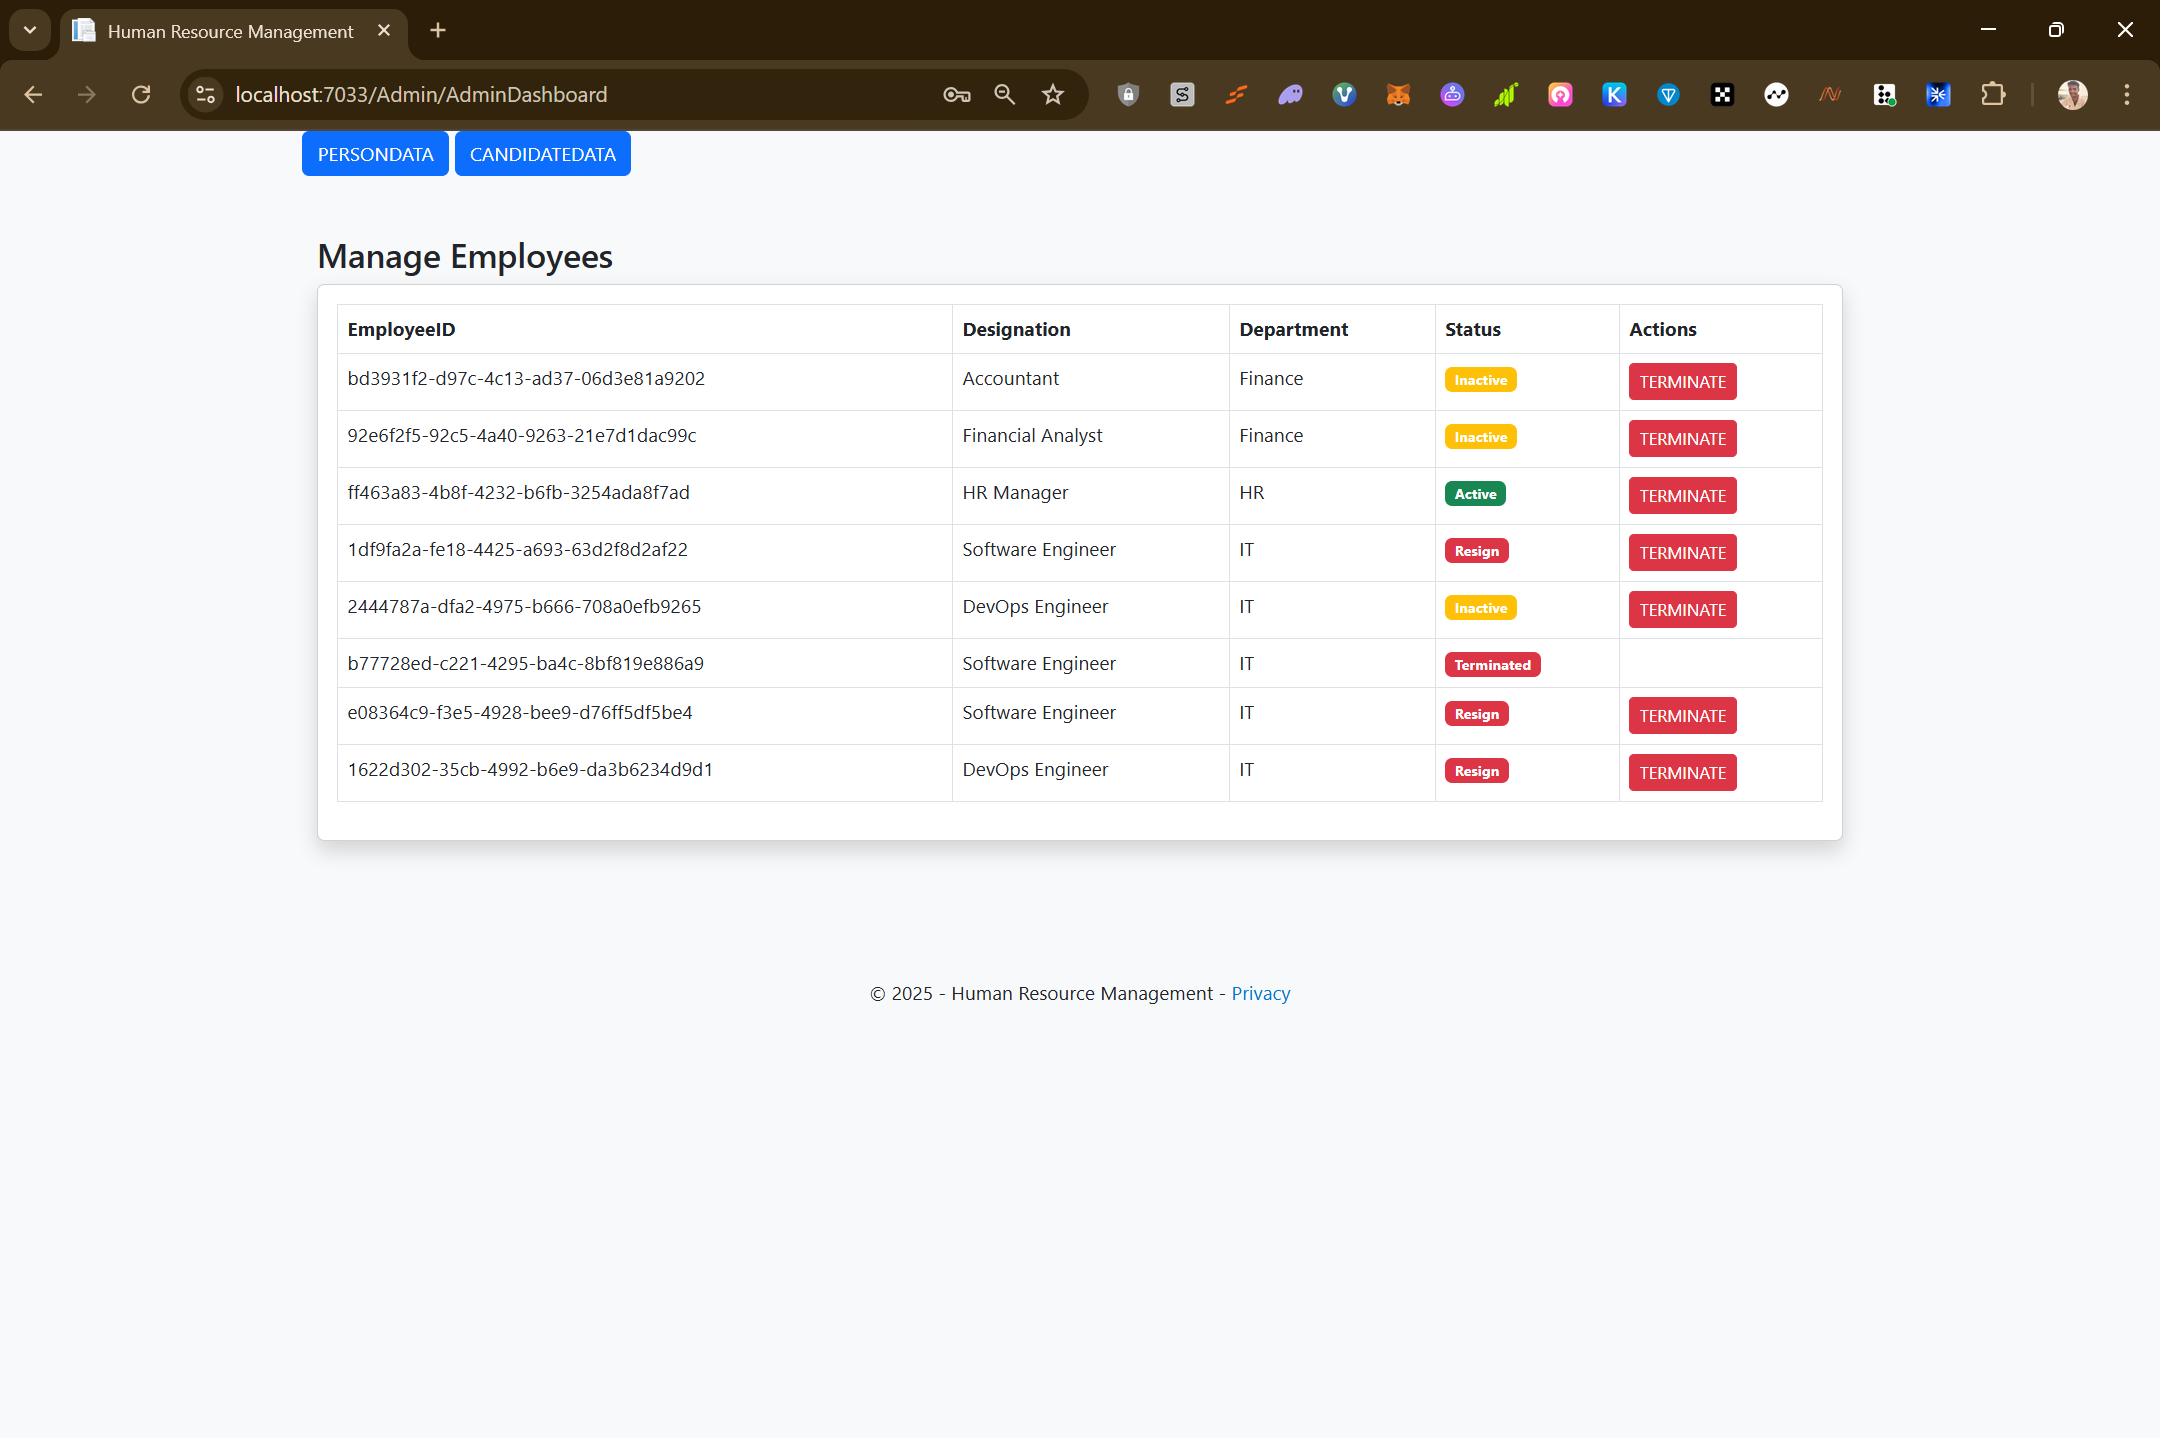 Human Resource Management
localhost:7033/Admin/AdminDashboard
PERSONDATA CANDIDATEDATA
Manage Employees
EmployeeID Designation Department Status Actions
bd3931f2-d97c-4c13-ad37-06d3e81a9202 Accountant Finance Inactive TERMINATE
92e6f2f5-92c5-4a40-9263-21e7d1dac99c Financial Analyst Finance Inactive TERMINATE
ff463a83-4b8f-4232-b6fb-3254ada8f7ad HR Manager HR Active TERMINATE
1df9fa2a-fe18-4425-a693-63d2f8d2af22 Software Engineer IT Resign TERMINATE
2444787a-dfa2-4975-b666-708a0efb9265 DevOps Engineer IT Inactive TERMINATE
b77728ed-c221-4295-ba4c-8bf819e886a9 Software Engineer IT Terminated
e08364c9-f3e5-4928-bee9-d76ff5df5be4 Software Engineer IT Resign TERMINATE
1622d302-35cb-4992-b6e9-da3b6234d9d1 DevOps Engineer IT Resign TERMINATE
© 2025 - Human Resource Management - Privacy